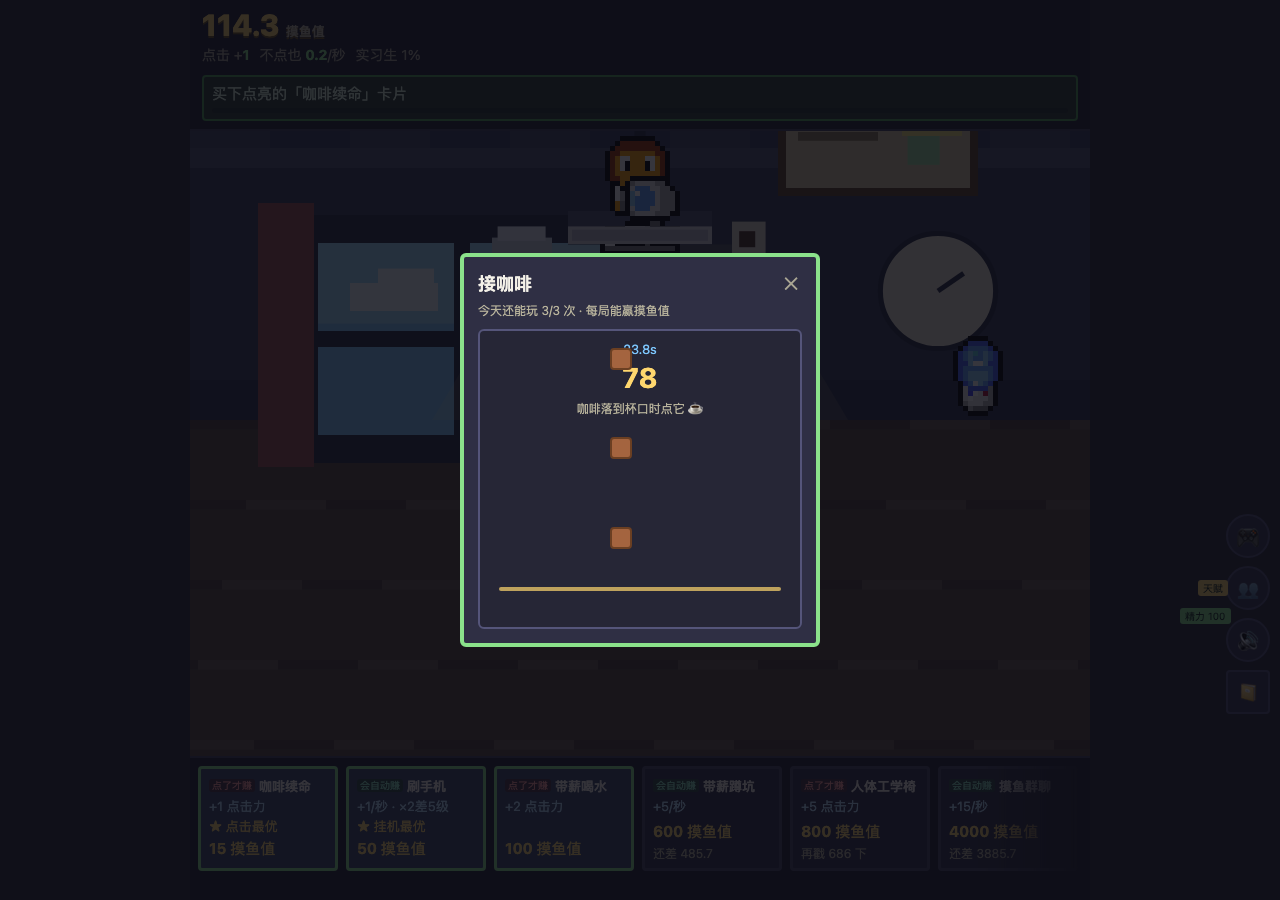 114.3 摸鱼值
点击 +1 不点也 0.2/秒 实习生 1%
买下点亮的「咖啡续命」卡片
接咖啡
今天还能玩 3/3 次 · 每局能赢摸鱼值
23.8s
78
咖啡落到杯口时点它
天赋
精力 100
点了才赚 咖啡续命
+1 点击力
点击最优
15 摸鱼值
会自动赚 刷手机
+1/秒 · ×2差5级
挂机最优
50 摸鱼值
点了才赚 带薪喝水
+2 点击力
100 摸鱼值
会自动赚 带薪蹲坑
+5/秒
600 摸鱼值
还差 485.7
点了才赚 人体工学椅
+5 点击力
800 摸鱼值
再戳 686 下
会自动赚 摸鱼群聊
+15/秒
4000 摸鱼值
还差 3885.7